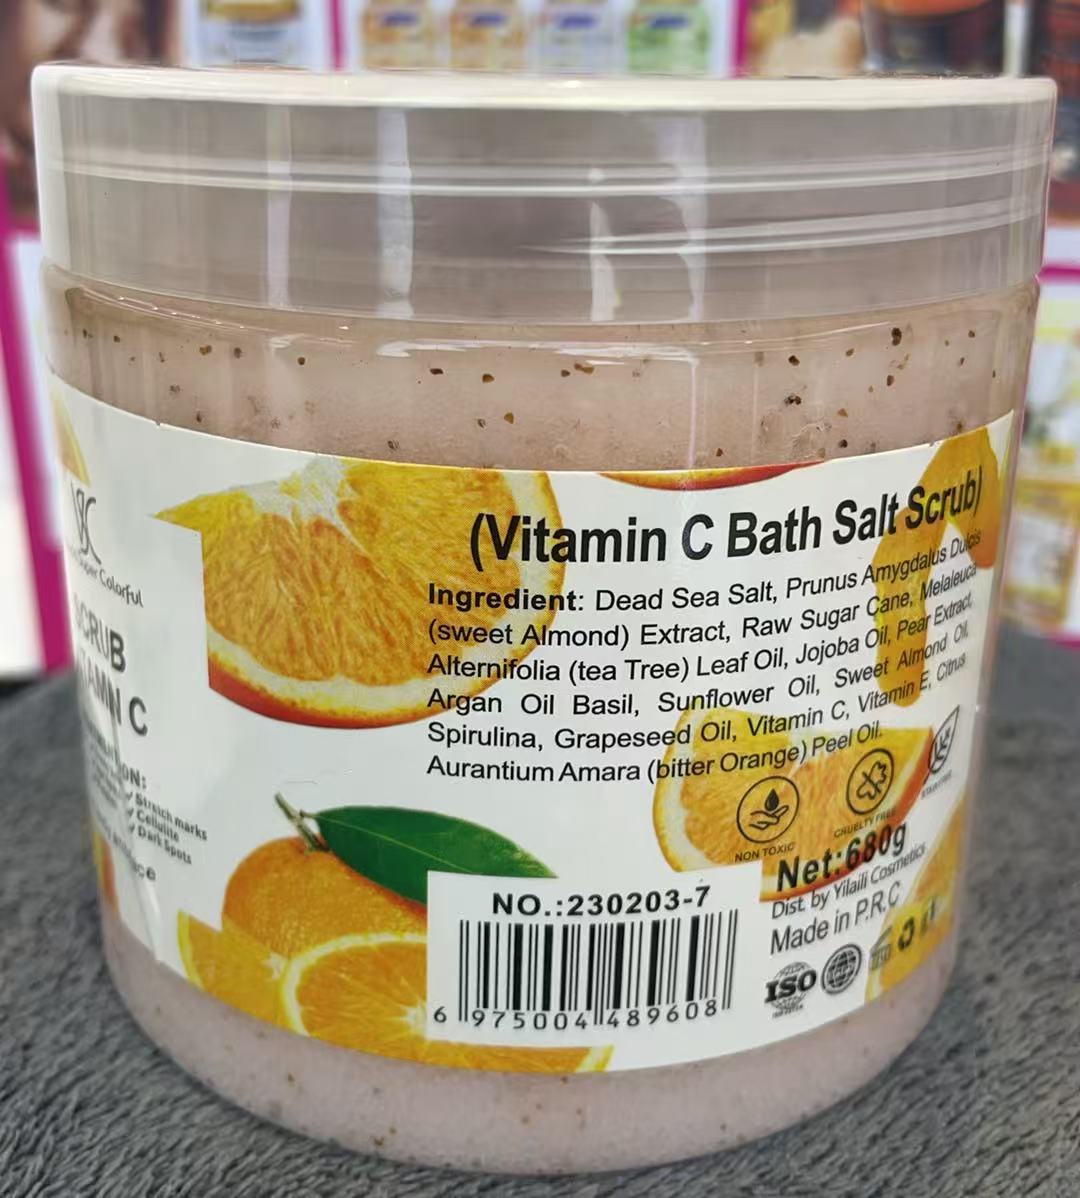 Super Colorful
SCRUB
C
Stretch marks
Cellulite
Dark Spots
(Vitamin C Bath Salt Scrub)
Ingredient: Dead Sea Salt, Prunus Amygdalus Dulcis
(sweet Almond) Extract, Raw Sugar Cane, Melaleuca
Alternifolia (tea Tree) Leaf Oil, Jojoba Oil, Pear Extract,
Argan Oil Basil, Sunflower Oil, Sweet Almond Oil,
Spirulina, Grapeseed Oil, Vitamin C, Vitamin E, Citrus
Aurantium Amara (bitter Orange) Peel Oil.
NON TOXIC
CRUELTY FREE
Net:680g
Dist. by Yilaili Cosmetics
Made in P.R.C
ISO
NO.:230203-7
6 975004 489608